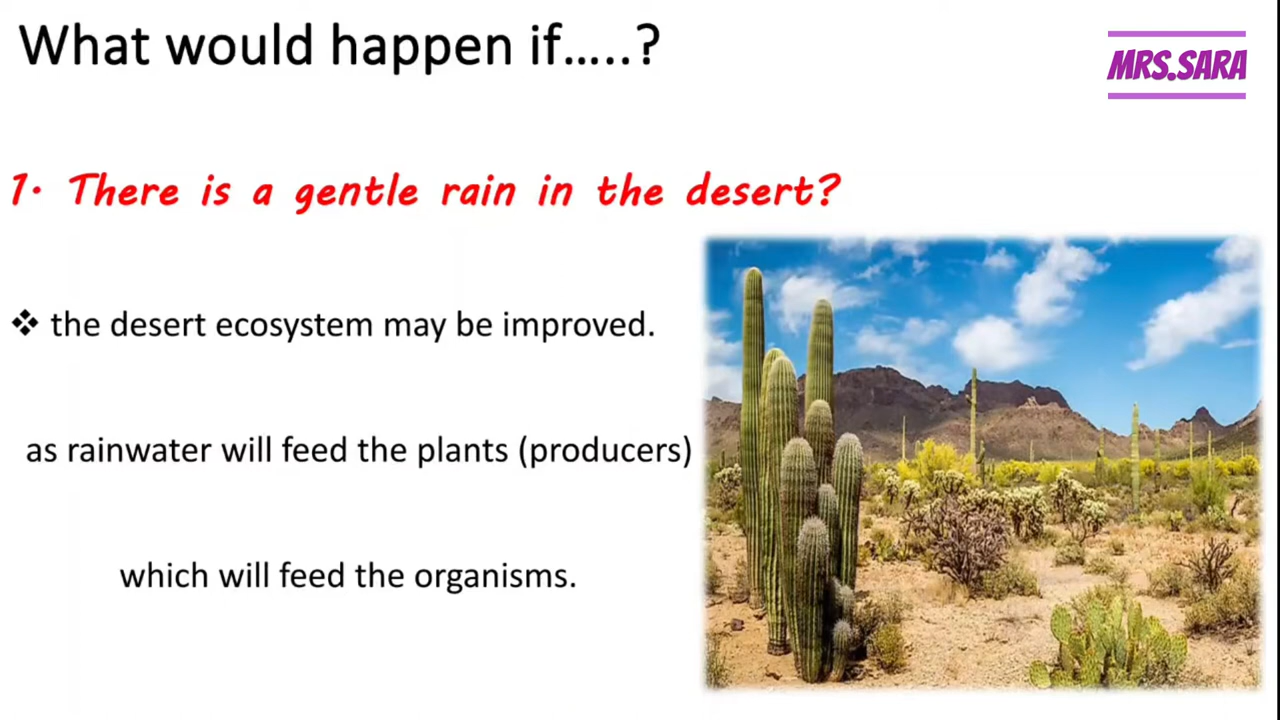 What would happen if…..?
MRS.SARA
1. There is a gentle rain in the desert?
❖ the desert ecosystem may be improved.
as rainwater will feed the plants (producers)
which will feed the organisms.